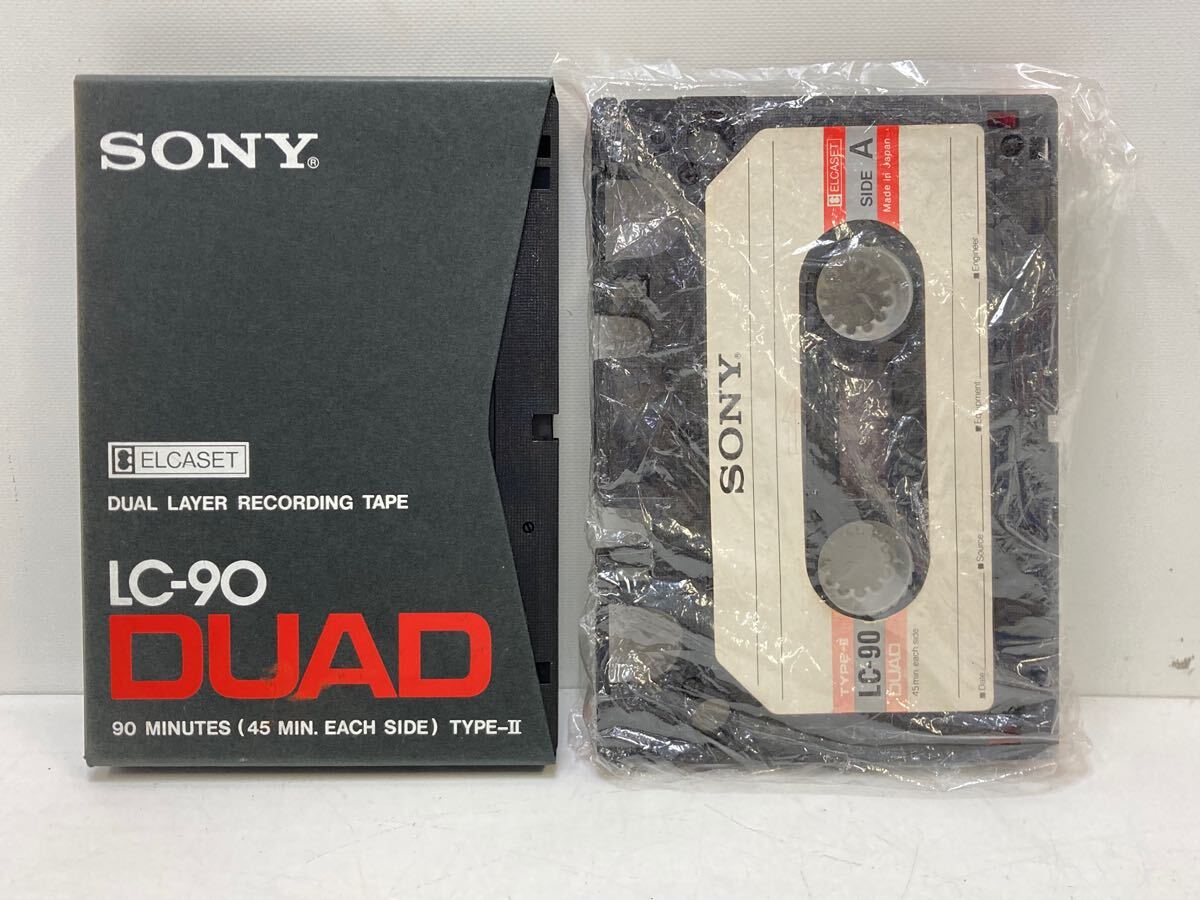 SONY®
ELCASET
DUAL LAYER RECORDING TAPE
LC-90
DUAD
90 MINUTES (45 MIN. EACH SIDE) TYPE-II
SONY®
ELCASET
SIDE A
Made in Japan
TYPE-II
LC-90
DUAD
45 min. each side
■Date
■Source
■Equipment
■Engineer